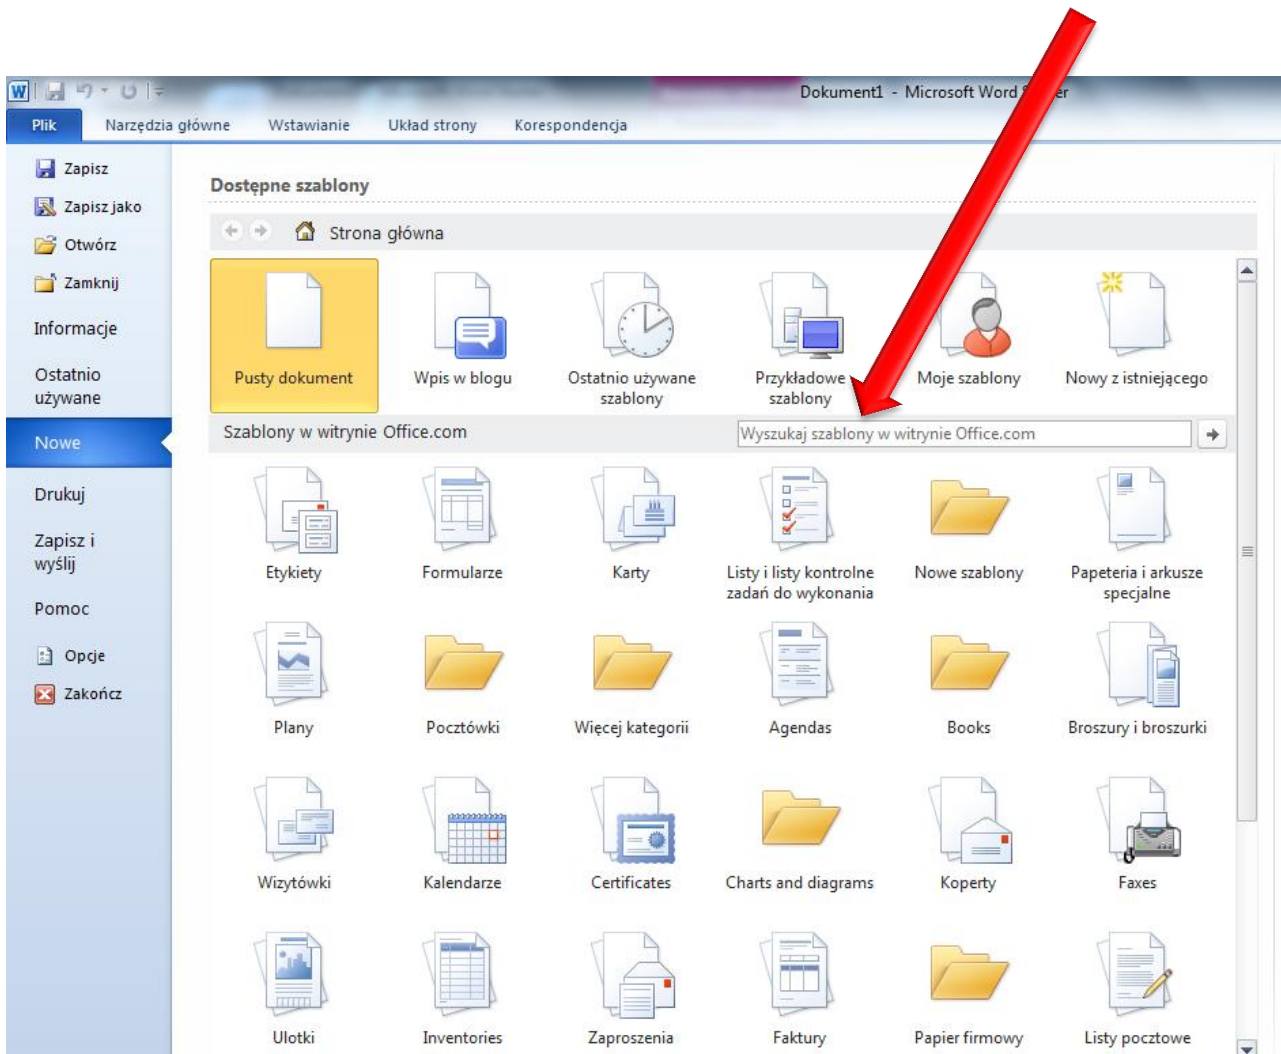 Dokument1 - Microsoft Word
Plik Narzędzia główne Wstawianie Układ strony Korespondencja
Zapisz
Zapisz jako
Otwórz
Zamknij
Informacje
Ostatnio
używane
Nowe
Drukuj
Zapisz i
wyślij
Pomoc
Opcje
Zakończ
Dostępne szablony
Strona główna
Pusty dokument
Wpis w blogu
Ostatnio używane
szablony
Przykładowe
szablony
Moje szablony
Nowy z istniejącego
Szablony w witrynie Office.com
Wyszukaj szablony w witrynie Office.com
Etykiety
Formularze
Karty
Listy i listy kontrolne
zadań do wykonania
Nowe szablony
Papeteria i arkusze
specjalne
Plany
Pocztówki
Więcej kategorii
Agendas
Books
Broszury i broszurki
Wizytówki
Kalendarze
Certificates
Charts and diagrams
Koperty
Faxes
Ulotki
Inventories
Zaproszenia
Faktury
Papier firmowy
Listy pocztowe